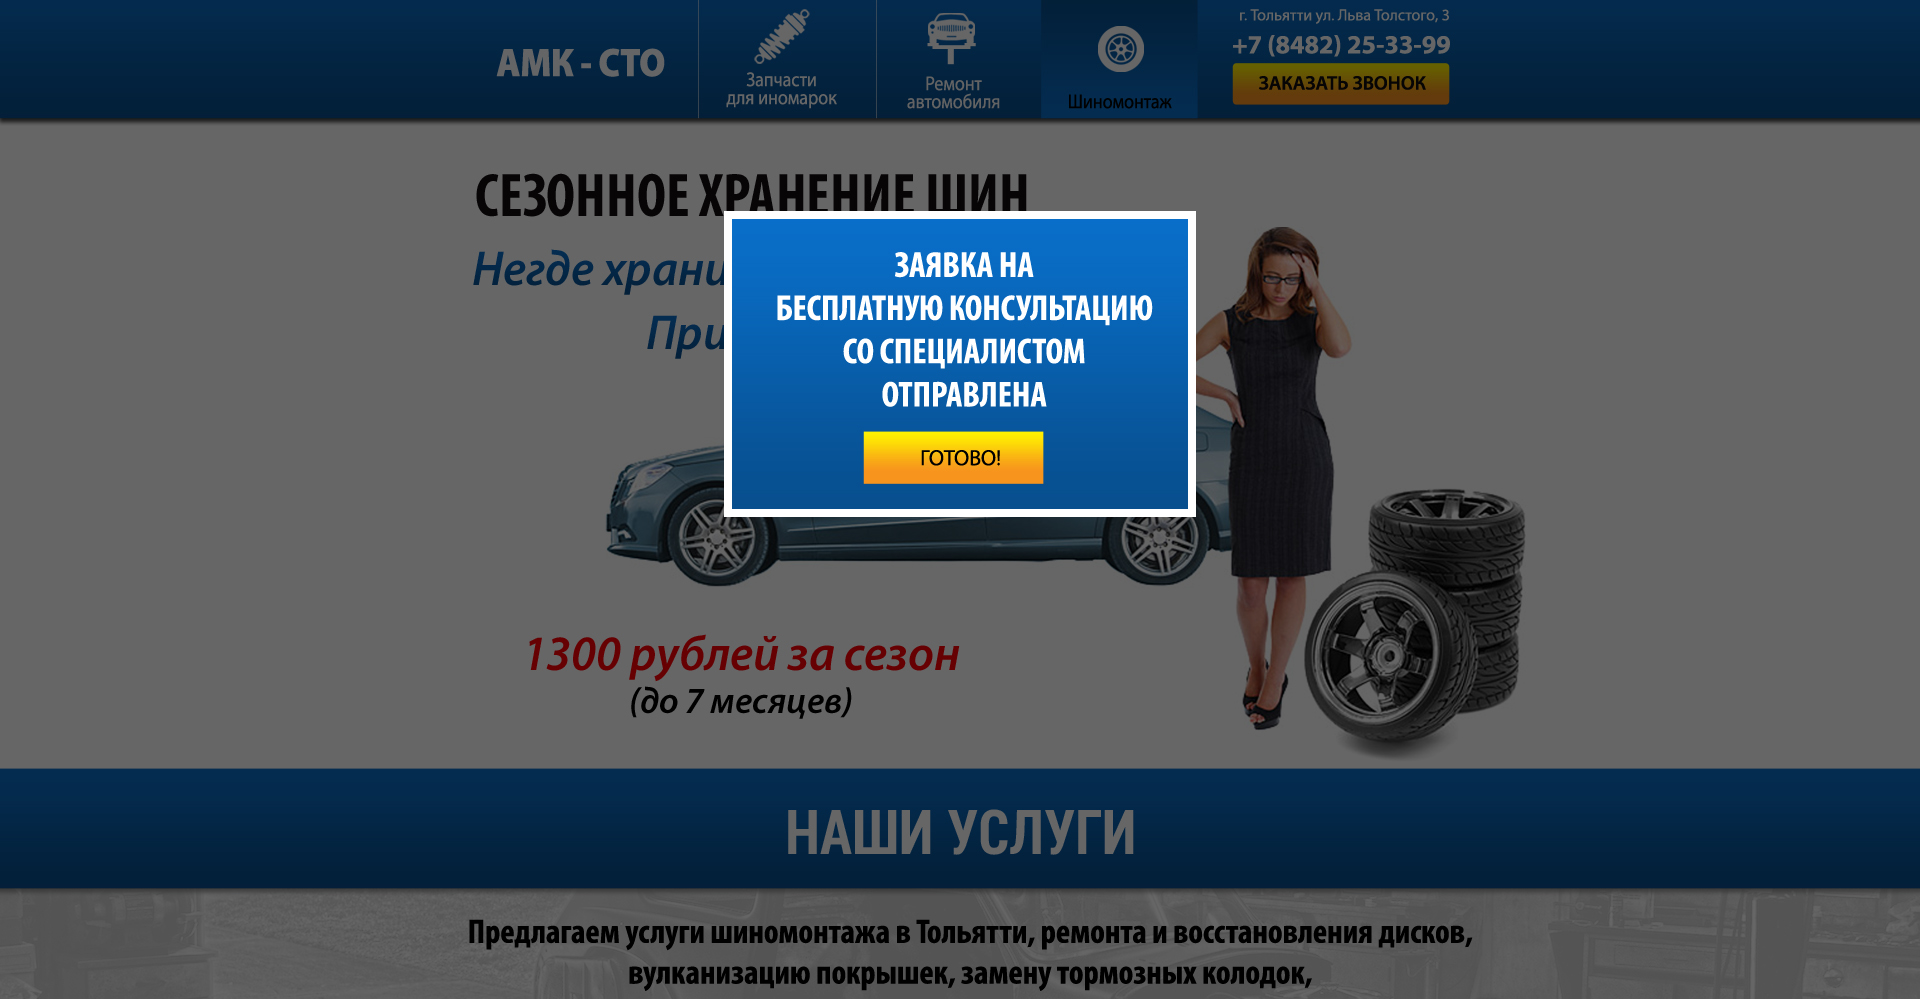 АМК - СТО
Запчасти
для иномарок
Ремонт
автомобиля
Шиномонтаж
г. Тольятти ул. Льва Толстого, 3
+7 (8482) 25-33-99
ЗАКАЗАТЬ ЗВОНОК
СЕЗОННОЕ ХРАНЕНИЕ ШИН
Негде
ЗАЯВКА НА
БЕСПЛАТНУЮ КОНСУЛЬТАЦИЮ
СО СПЕЦИАЛИСТОМ
ОТПРАВЛЕНА
ГОТОВО!
1300 рублей за сезон
(до 7 месяцев)
НАШИ УСЛУГИ
Предлагаем услуги шиномонтажа в Тольятти, ремонта и восстановления дисков,
вулканизацию покрышек, замену тормозных колодок,